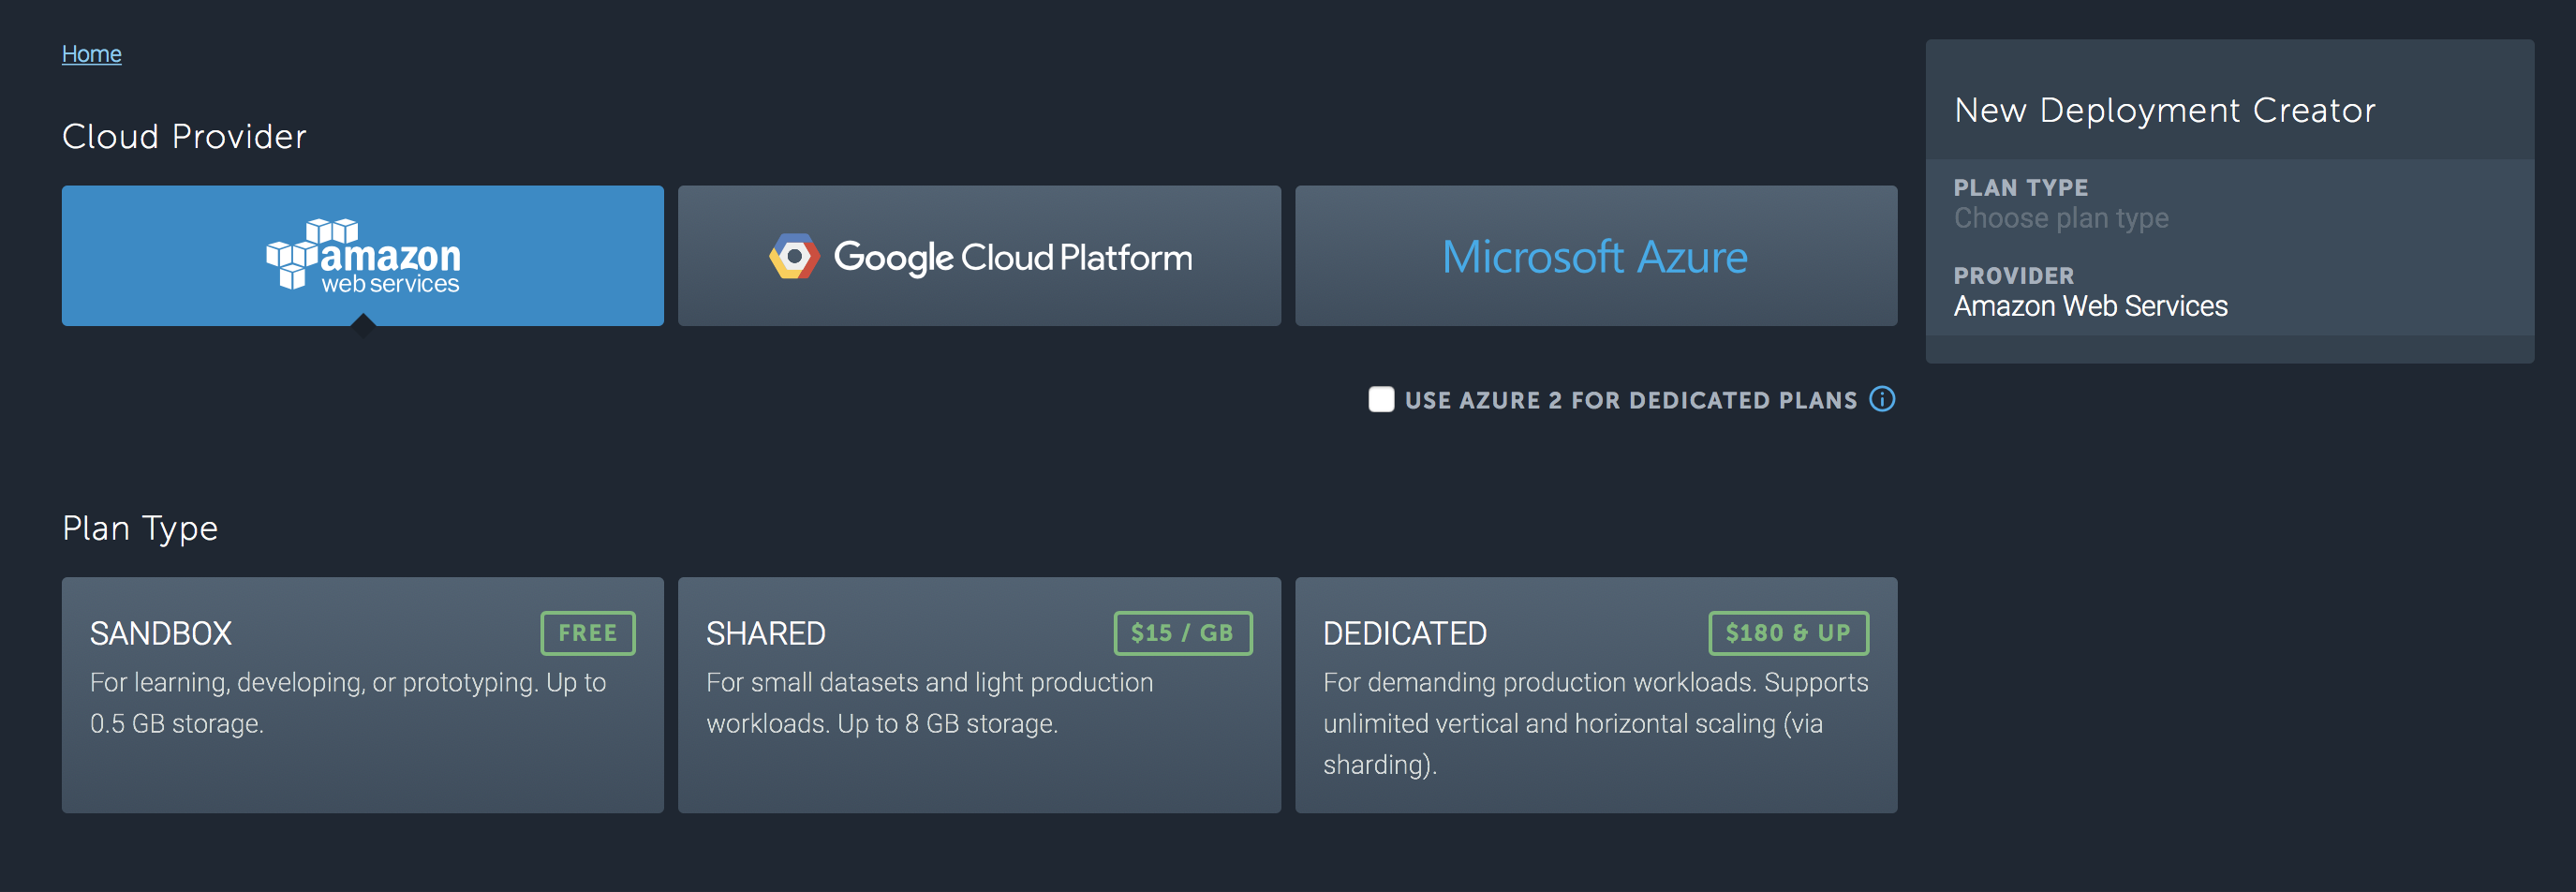 Home
Cloud Provider
amazon
web services
Google Cloud Platform
Microsoft Azure
USE AZURE 2 FOR DEDICATED PLANS
Plan Type
SANDBOX
FREE
For learning, developing, or prototyping. Up to
0.5 GB storage.
SHARED
$15 / GB
For small datasets and light production
workloads. Up to 8 GB storage.
DEDICATED
$180 & UP
For demanding production workloads. Supports
unlimited vertical and horizontal scaling (via
sharding).
New Deployment Creator
PLAN TYPE
Choose plan type
PROVIDER
Amazon Web Services